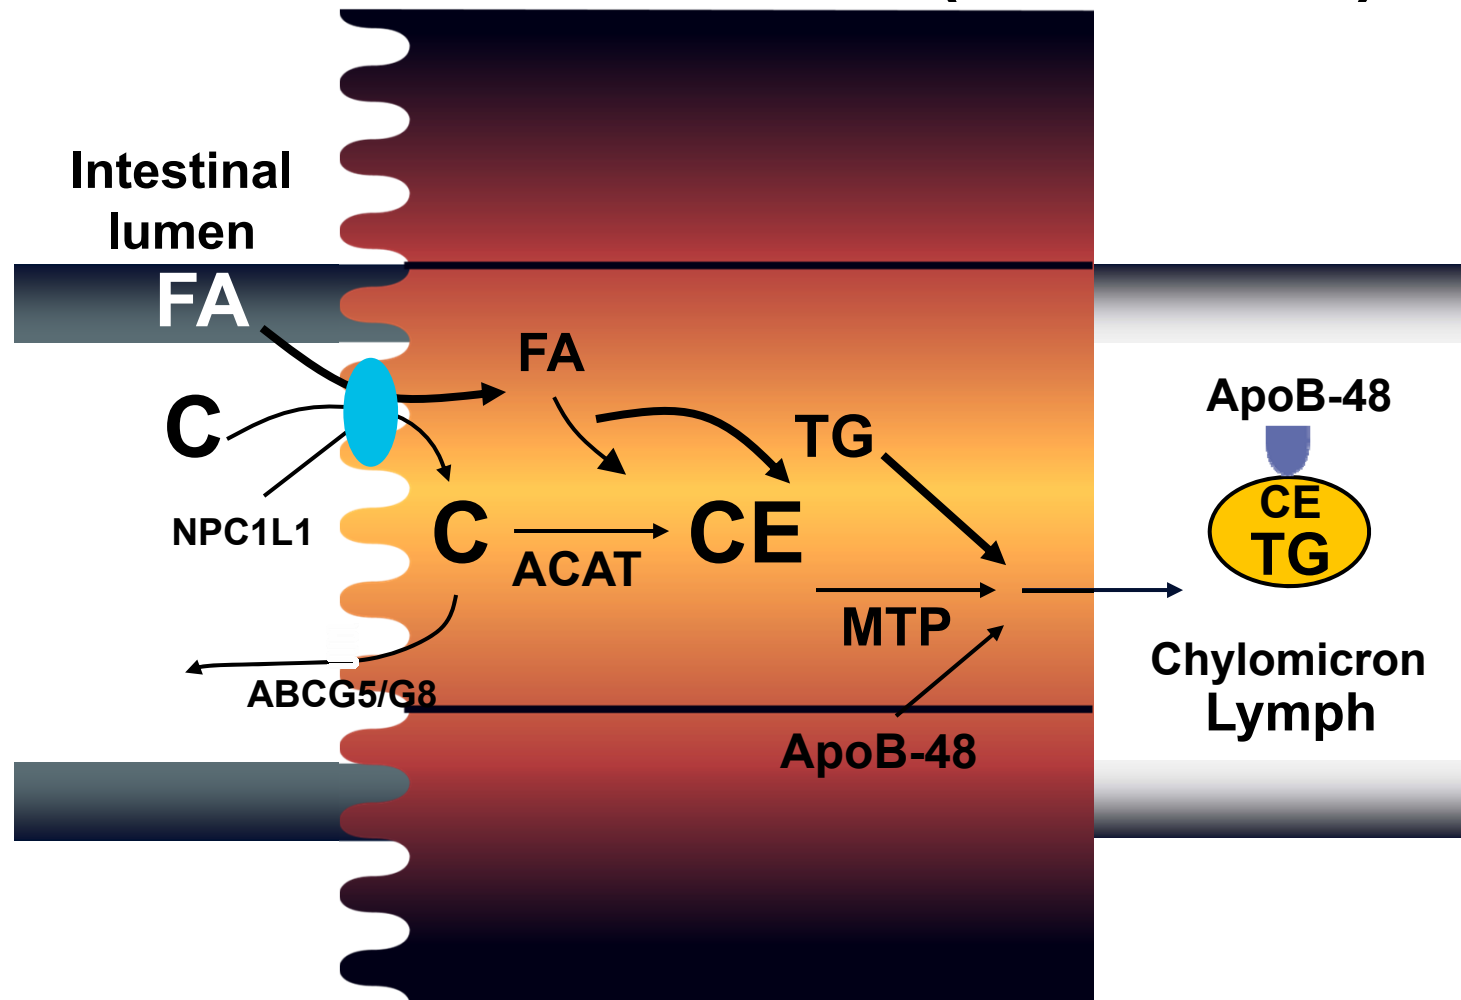 Intestinal
lumen
FA
C
NPC1L1
FA
TG
C
ACAT
CE
MTP
ABCG5/G8
ApoB-48
ApoB-48
CE
TG
Chylomicron
Lymph